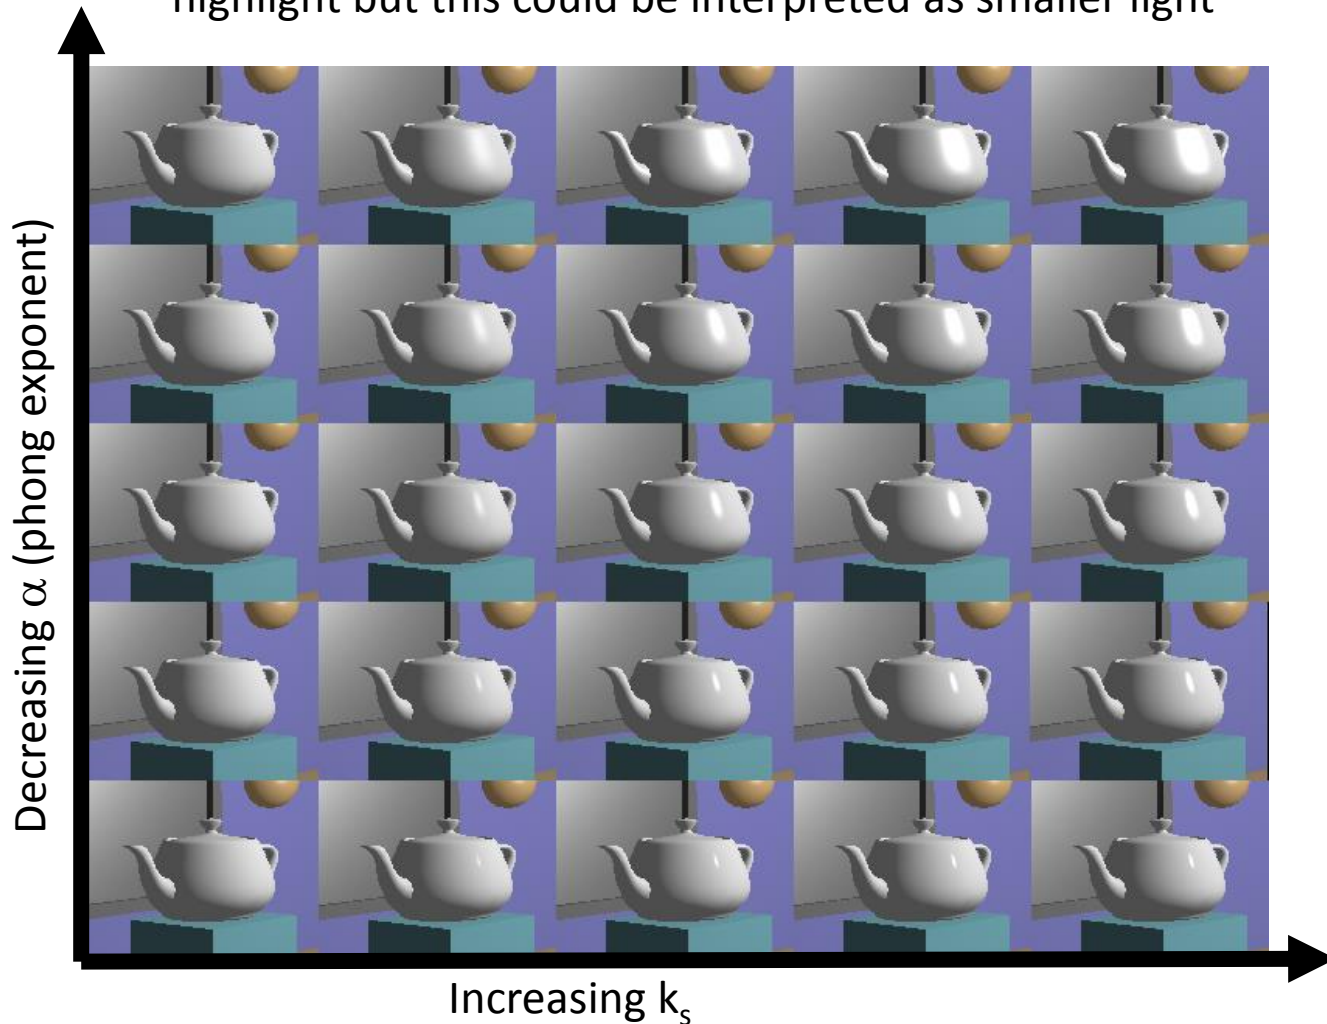 highlight but this could be interpreted as smaller light
Decreasing α (phong exponent)
Increasing kₛ